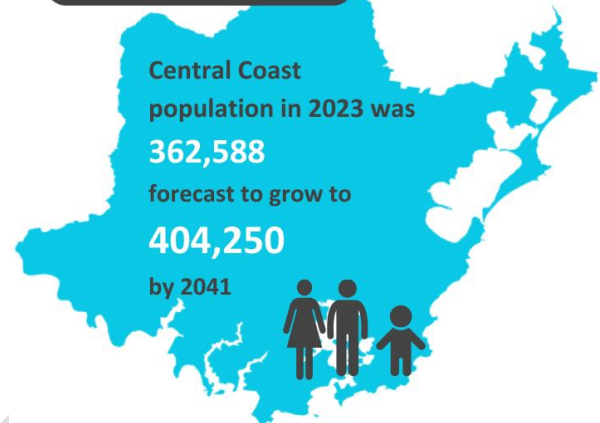 Central Coast
population in 2023 was
362,588
forecast to grow to
404,250
by 2041